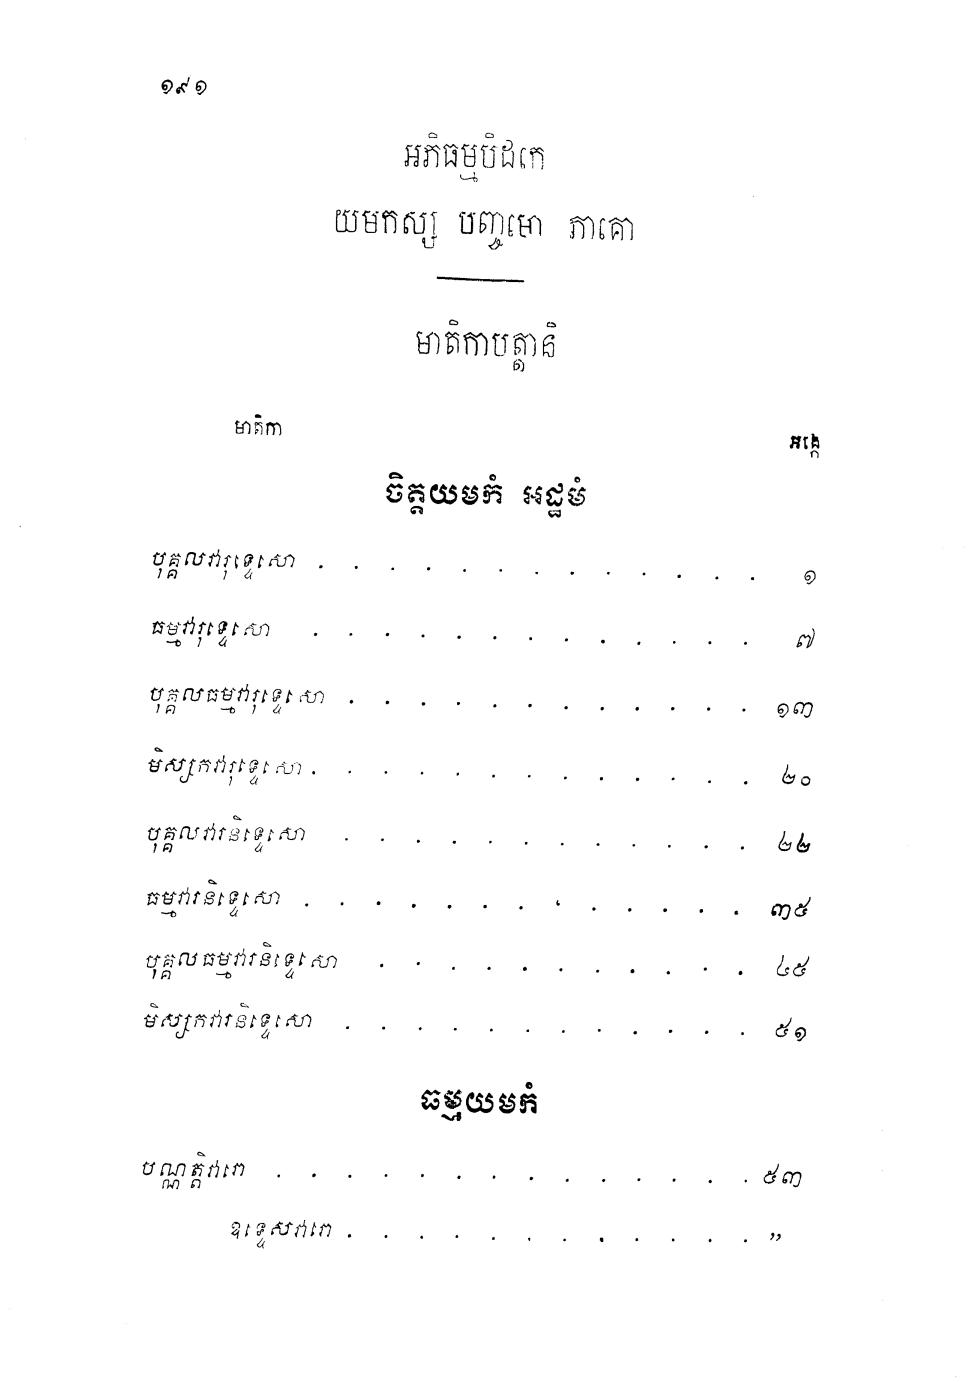 ១៩១
អភិធម្មបិដកេ
យមកស្ស បញ្ចមោ ភាគោ
មាតិកាបត្តានិ
មាតិកា អង្កេ
ចិត្តយមកំ អដ្ឋមំ
បុគ្គលវារុទ្ទេសោ . . . . . . . . . . . . . ១
ធម្មវារុទ្ទេសោ . . . . . . . . . . . . . ៧
បុគ្គលធម្មវារុទ្ទេសោ . . . . . . . . . . . . ១៣
មិស្សកវារុទ្ទេសោ . . . . . . . . . . . . . ២០
បុគ្គលវារនិទ្ទេសោ . . . . . . . . . . . . ២២
ធម្មវារនិទ្ទេសោ . . . . . . . . . . . . . ៣៥
បុគ្គលធម្មវារនិទ្ទេសោ . . . . . . . . . . . ៤៥
មិស្សកវារនិទ្ទេសោ . . . . . . . . . . . . ៥១
ធម្មយមកំ
បណ្ណត្តិវារោ . . . . . . . . . . . . . . ៥៣
ឧទ្ទេសវារោ . . . . . . . . . . . . ,,